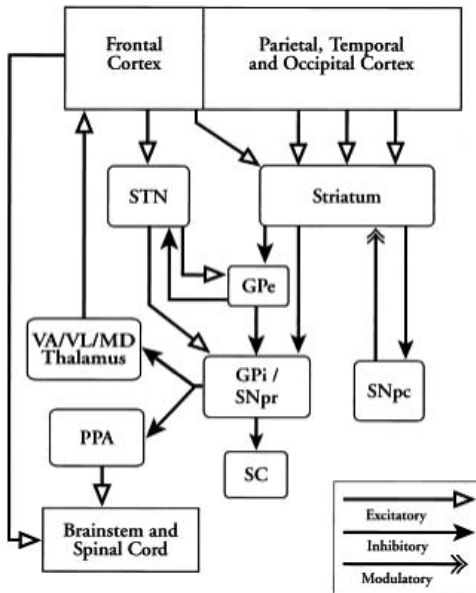 Frontal
Cortex
Parietal, Temporal
and Occipital Cortex
STN
Striatum
GPe
VA/VL/MD
Thalamus
GPi /
SNpr
SNpc
PPA
SC
Brainstem and
Spinal Cord
Excitatory
Inhibitory
Modulatory